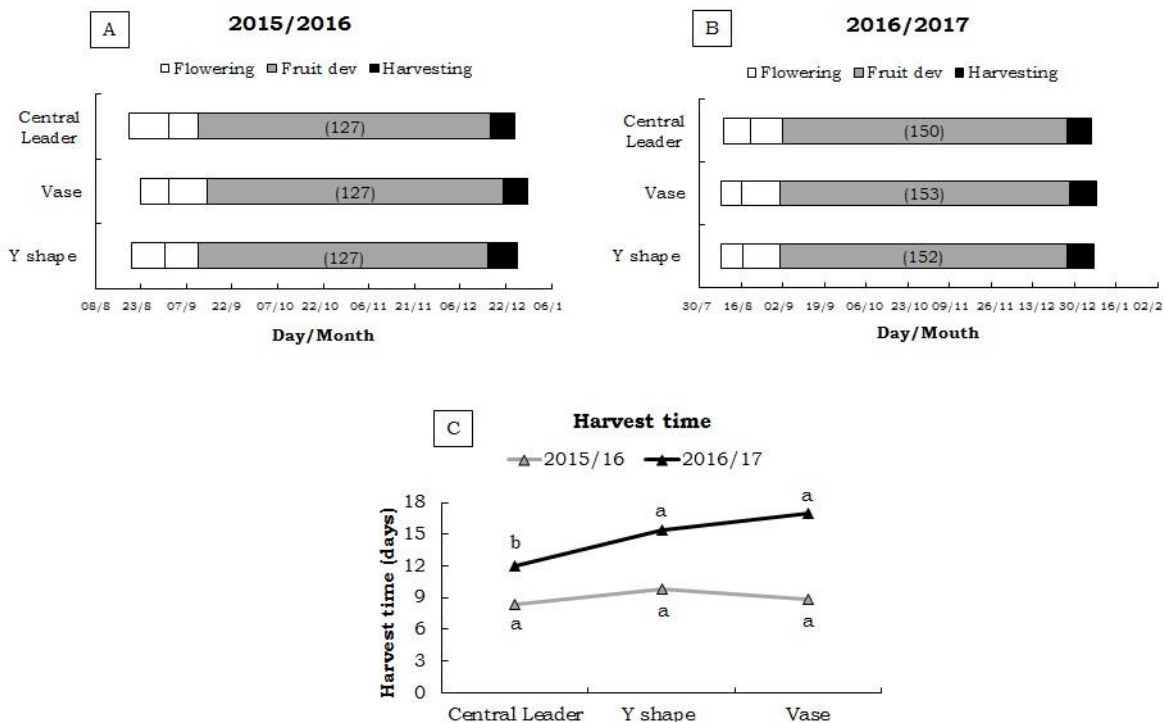 A
2015/2016
Flowering Fruit dev Harvesting
Central
Leader
(127)
Vase
(127)
Y shape
(127)
08/8 23/8 07/9 22/9 07/10 22/10 06/11 21/11 06/12 22/12 06/1
Day/Month
B
2016/2017
Flowering Fruit dev Harvesting
Central
Leader
(150)
Vase
(153)
Y shape
(152)
30/7 16/8 02/9 19/9 06/10 23/10 09/11 26/11 13/12 30/12 16/1 02/2
Day/Mouth
C
Harvest time
2015/16 2016/17
Harvest time (days)
18
15
12
9
6
3
0
b a a
a a a
Central Leader Y shape Vase